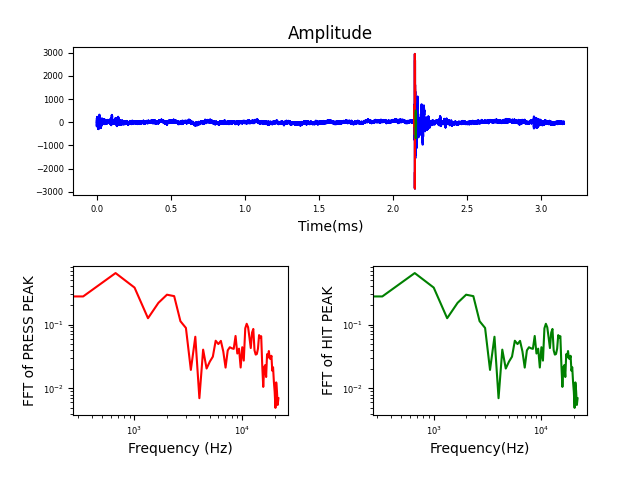 Amplitude
3000
2000
1000
0
−1000
−2000
−3000
0.0 0.5 1.0 1.5 2.0 2.5 3.0
Time(ms)
FFT of PRESS PEAK
10⁻¹
10⁻²
10³ 10⁴
Frequency (Hz)
FFT of HIT PEAK
10⁻¹
10⁻²
10³ 10⁴
Frequency(Hz)